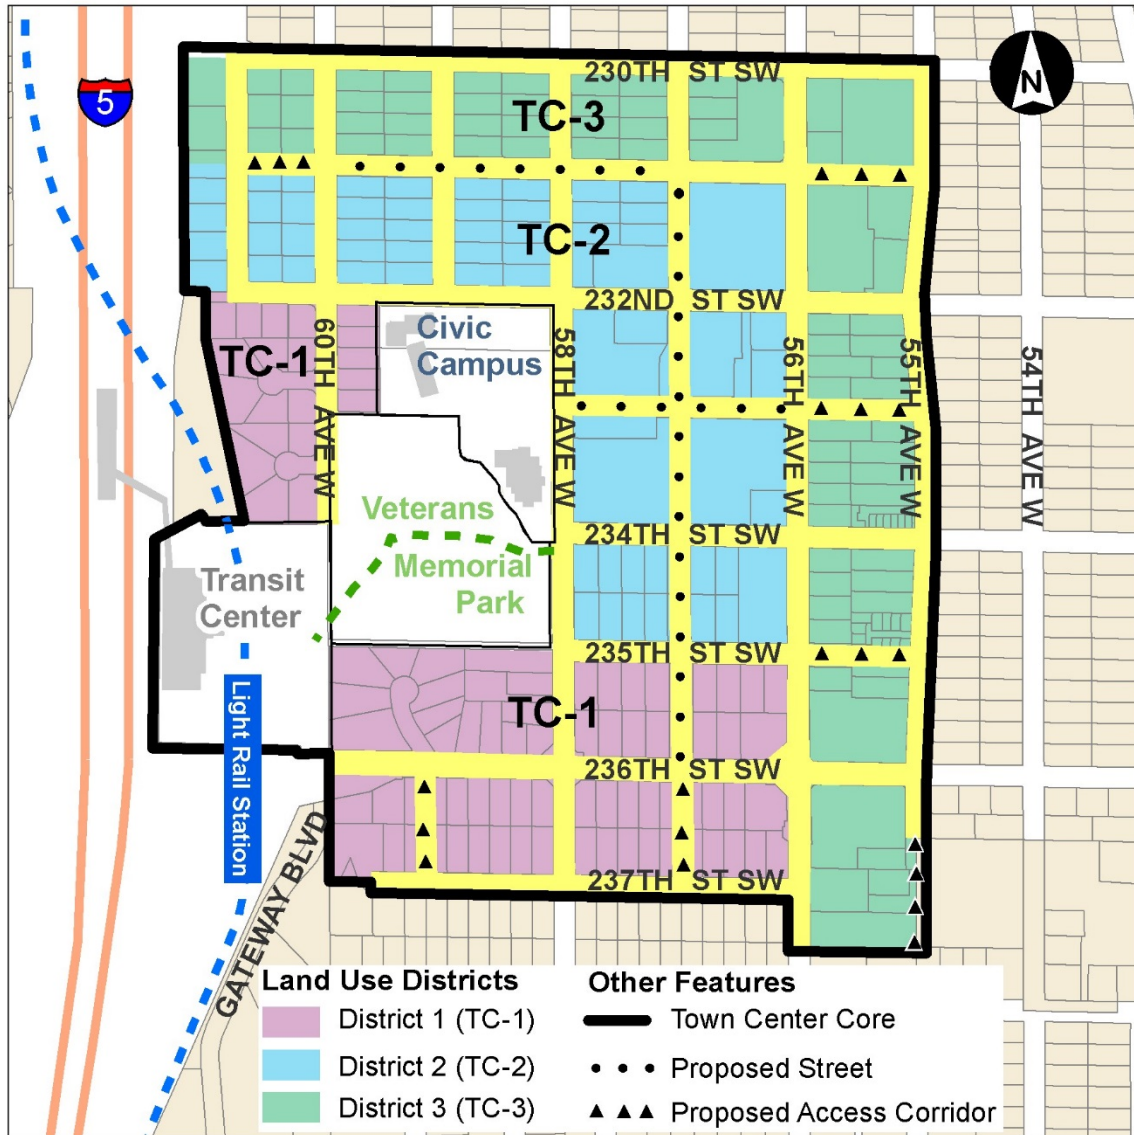 5
N
230TH ST SW
TC-3
TC-2
232ND ST SW
TC-1
60TH AVE W
Civic
Campus
58TH AVE W
56TH AVE W
55TH AVE W
54TH AVE W
Veterans
Memorial
Park
234TH ST SW
Transit
Center
235TH ST SW
Light Rail Station
TC-1
236TH ST SW
237TH ST SW
GATEWAY BLVD
Land Use Districts
District 1 (TC-1)
District 2 (TC-2)
District 3 (TC-3)
Other Features
Town Center Core
Proposed Street
Proposed Access Corridor